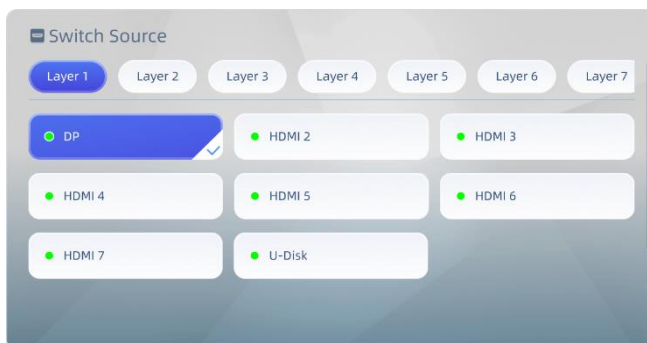 Switch Source
Layer 1 Layer 2 Layer 3 Layer 4 Layer 5 Layer 6 Layer 7
DP HDMI 2 HDMI 3
HDMI 4 HDMI 5 HDMI 6
HDMI 7 U-Disk